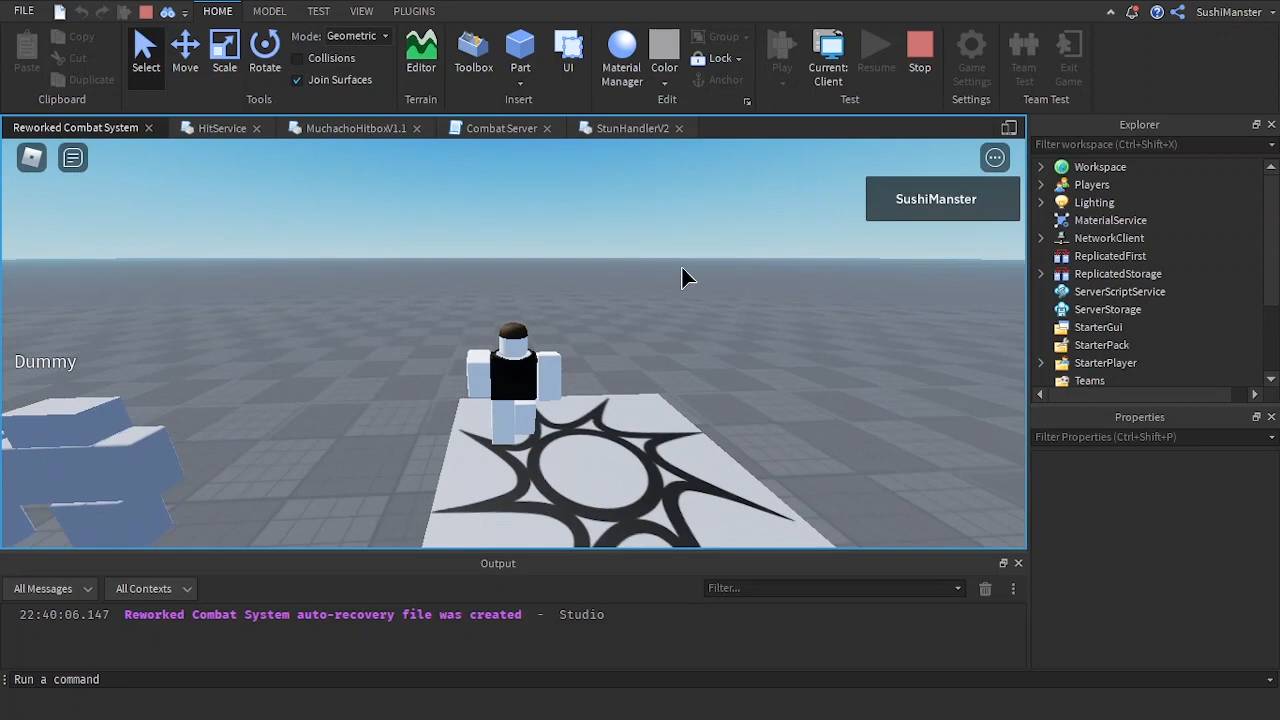 FILE HOME MODEL TEST VIEW PLUGINS SushiManster
Paste Copy Cut Duplicate
Clipboard
Select Move Scale Rotate
Mode: Geometric
Collisions
Join Surfaces
Tools
Editor
Terrain
Toolbox Part UI
Insert
Material Manager Color
Group
Lock
Anchor
Edit
Play Current: Client Resume Stop
Test
Game Settings
Settings
Team Test Exit Game
Team Test
Reworked Combat System HitService MuchachoHitboxV1.1 Combat Server StunHandlerV2
SushiManster
Dummy
Explorer
Filter workspace (Ctrl+Shift+X)
Workspace
Players
Lighting
MaterialService
NetworkClient
ReplicatedFirst
ReplicatedStorage
ServerScriptService
ServerStorage
StarterGui
StarterPack
StarterPlayer
Teams
Properties
Filter Properties (Ctrl+Shift+P)
Output
All Messages All Contexts Filter...
22:40:06.147 Reworked Combat System auto-recovery file was created - Studio
Run a command